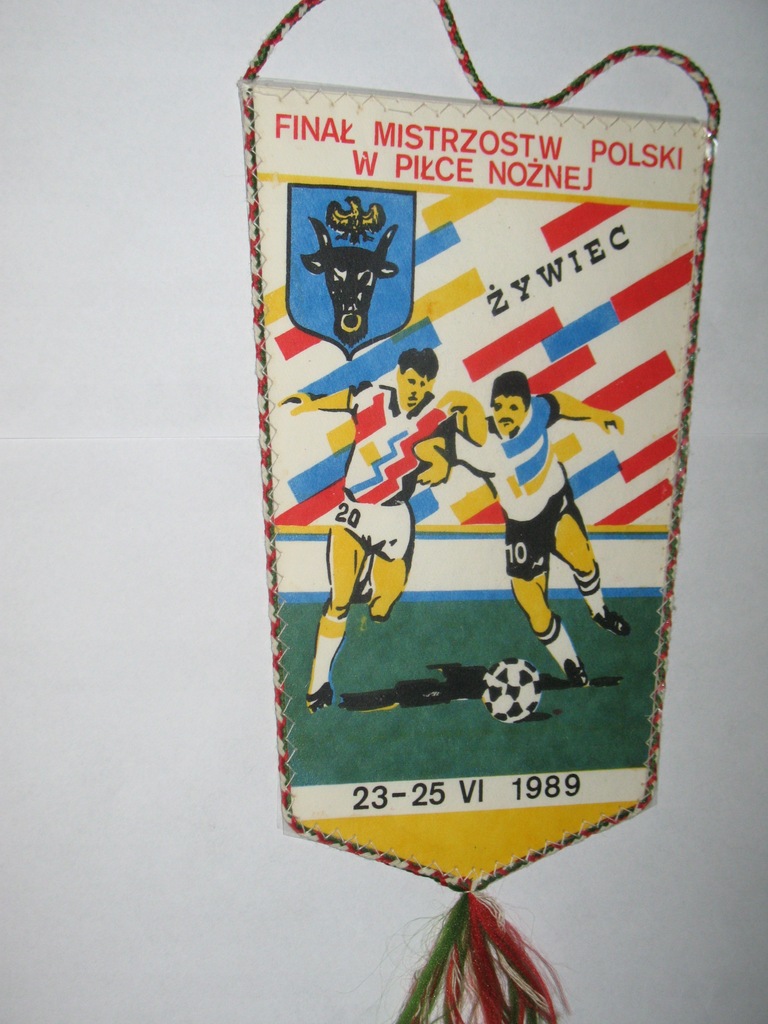 FINAŁ MISTRZOSTW POLSKI
W PIŁCE NOŻNEJ
ŻYWIEC
20
10
23-25 VI 1989